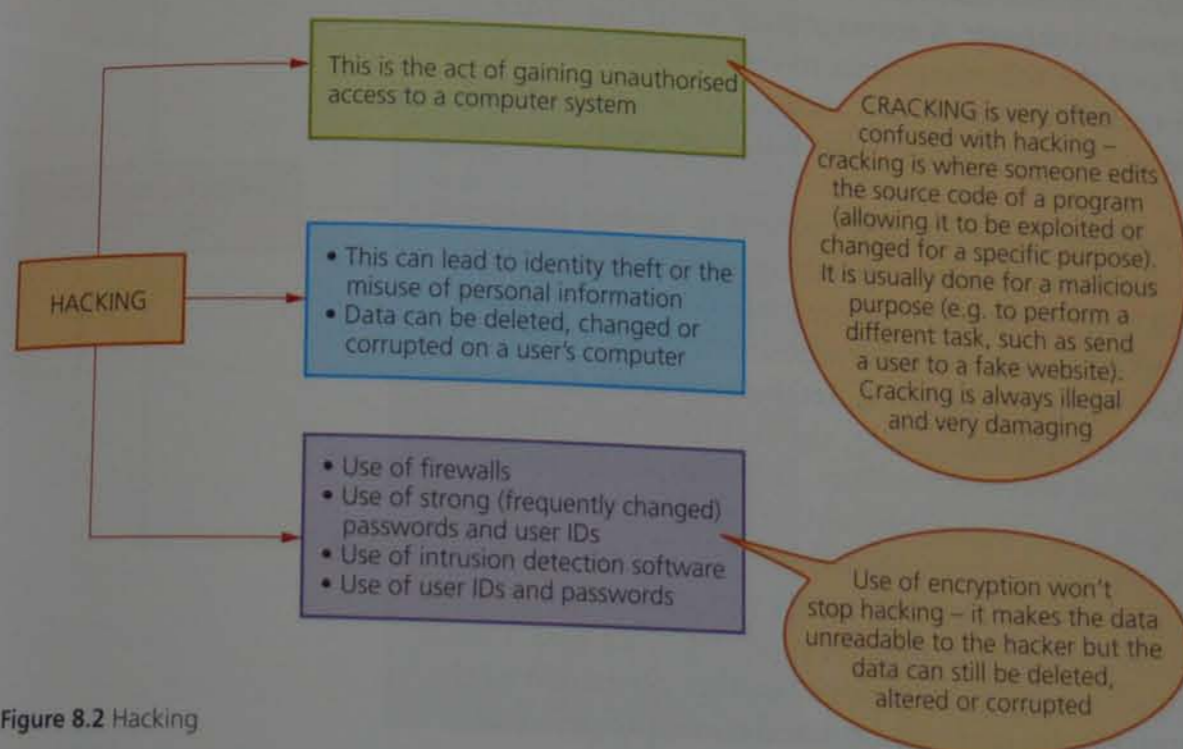 This is the act of gaining unauthorised
access to a computer system
CRACKING is very often
confused with hacking –
cracking is where someone edits
the source code of a program
(allowing it to be exploited or
changed for a specific purpose).
It is usually done for a malicious
purpose (e.g. to perform a
different task, such as send
a user to a fake website).
Cracking is always illegal
and very damaging
HACKING
• This can lead to identity theft or the
misuse of personal information
• Data can be deleted, changed or
corrupted on a user's computer
• Use of firewalls
• Use of strong (frequently changed)
passwords and user IDs
• Use of intrusion detection software
• Use of user IDs and passwords
Use of encryption won't
stop hacking – it makes the data
unreadable to the hacker but the
data can still be deleted,
altered or corrupted
Figure 8.2 Hacking